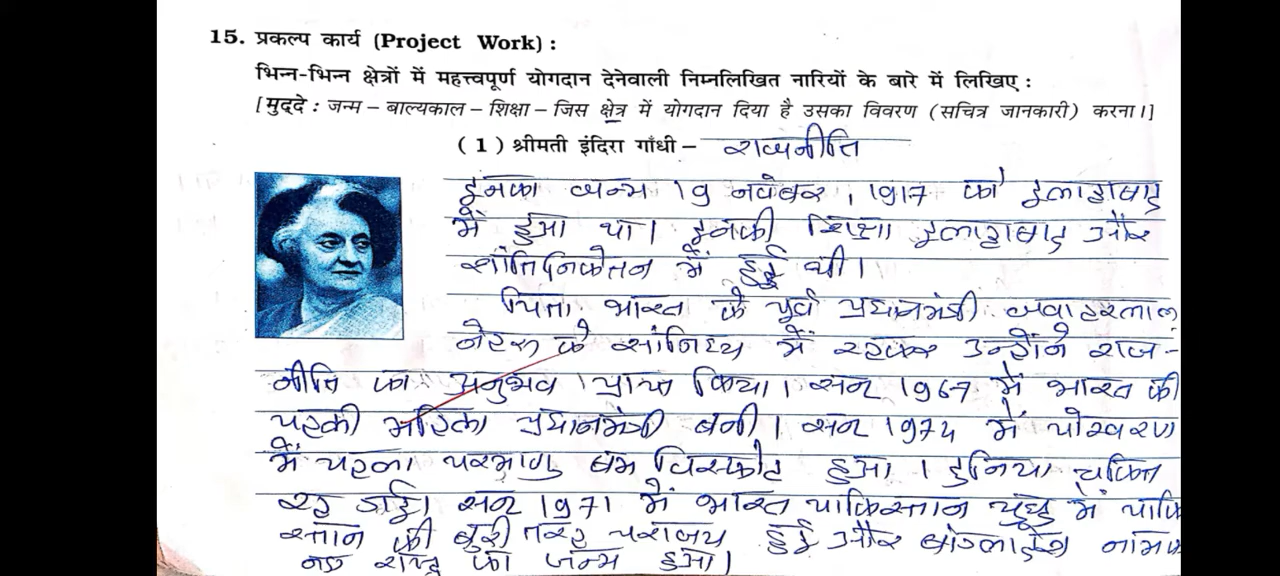 15. प्रकल्प कार्य (Project Work) :
भिन्न-भिन्न क्षेत्रों में महत्त्वपूर्ण योगदान देनेवाली निम्नलिखित नारियों के बारे में लिखिए :
[मुद्दे : जन्म – बाल्यकाल – शिक्षा – जिस क्षेत्र में योगदान दिया है उसका विवरण (सचित्र जानकारी) करना।]
(1) श्रीमती इंदिरा गाँधी – राजनीति
इनका जन्म 19 नवेंबर, 1917 को इलाहाबाद
में हुआ था। इनकी शिक्षा इलाहाबाद और
शांतिनिकेतन में हुई थी।
पिता भारत के पूर्व प्रधानमंत्री जवाहरलाल
नेहरू के सांनिध्य में रहकर उन्होंने राज-
नीति का अनुभव प्राप्त किया। सन 1967 में भारत की
पहली महिला प्रधानमंत्री बनी। सन 1974 में पोखरण
में पहला परमाणु बम विस्फोट हुआ। दुनिया चकित
रह गई। सन 1971 में भारत पाकिस्तान युद्ध में पाकि
स्तान की बुरी तरह पराजय हुई और बांग्लादेश नामक
नए राष्ट्र का जन्म हुआ।